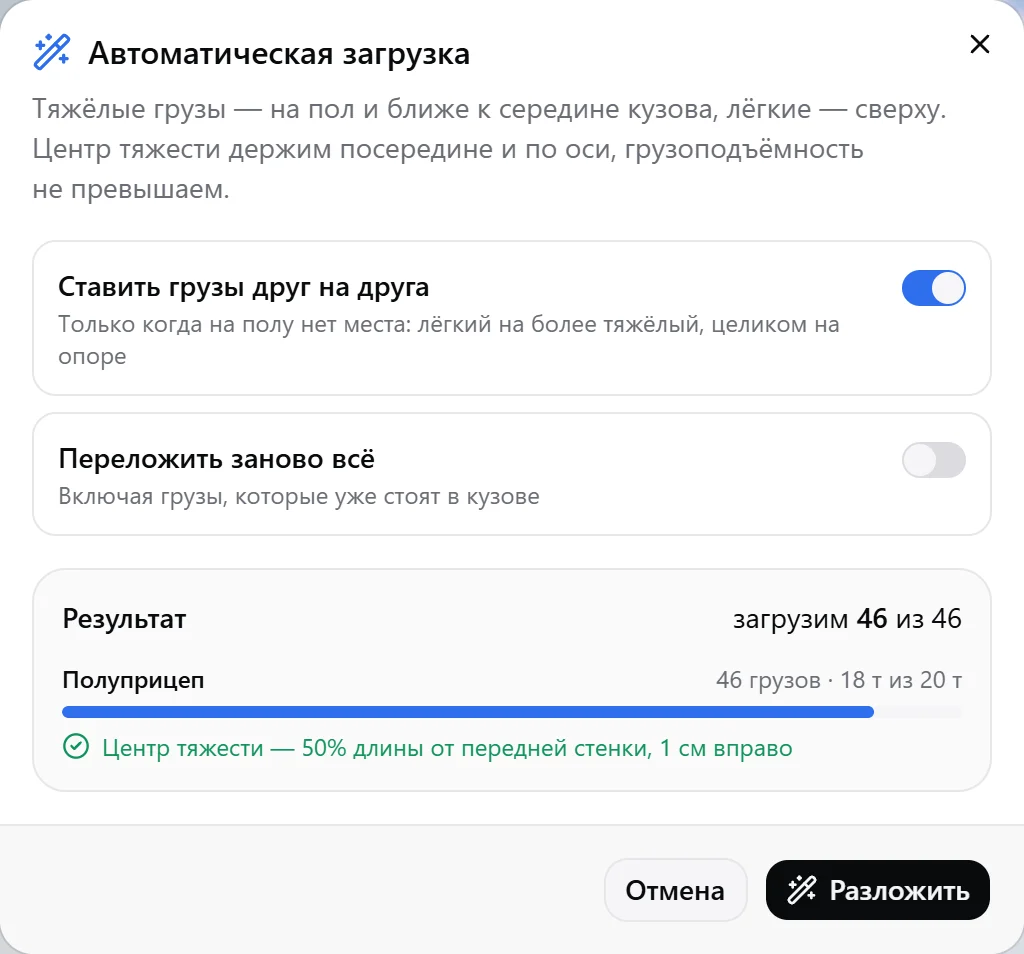 Автоматическая загрузка
Тяжёлые грузы — на пол и ближе к середине кузова, лёгкие — сверху.
Центр тяжести держим посередине и по оси, грузоподъёмность
не превышаем.
Ставить грузы друг на друга
Только когда на полу нет места: лёгкий на более тяжёлый, целиком на
опоре
Переложить заново всё
Включая грузы, которые уже стоят в кузове
Результат
загрузим 46 из 46
Полуприцеп
46 грузов · 18 т из 20 т
Центр тяжести — 50% длины от передней стенки, 1 см вправо
Отмена
Разложить